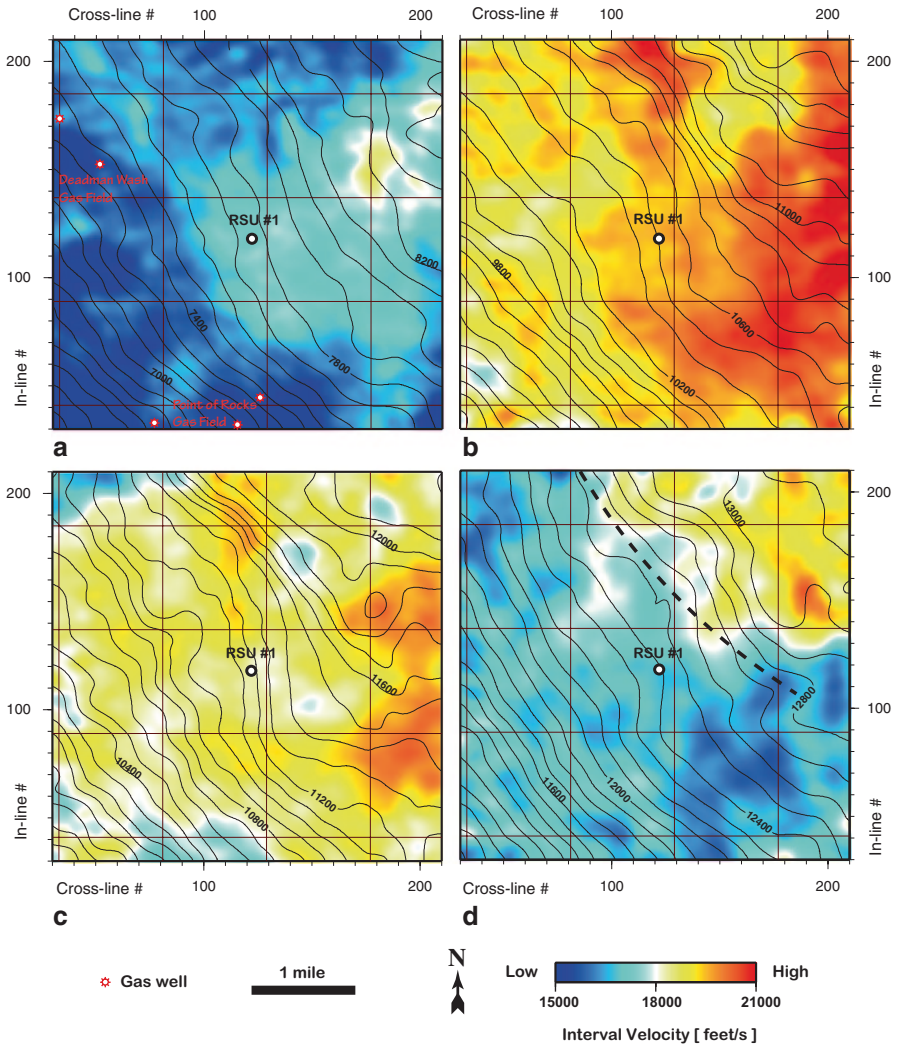 Cross-line # 100 200
Cross-line # 100 200
200
200
Deadman Wash
Gas Field
RSU #1
RSU #1
8200
11000
9800
100
100
7400
10600
7800
7000
10200
In-line #
In-line #
Point of Rocks
Gas Field
a
b
200
200
12000
13000
RSU #1
RSU #1
11600
12800
100
100
10400
11200
10800
11600
12000
12400
In-line #
In-line #
Cross-line # 100 200
Cross-line # 100 200
c
d
Gas well
1 mile
N
Low High
15000 18000 21000
Interval Velocity [ feet/s ]